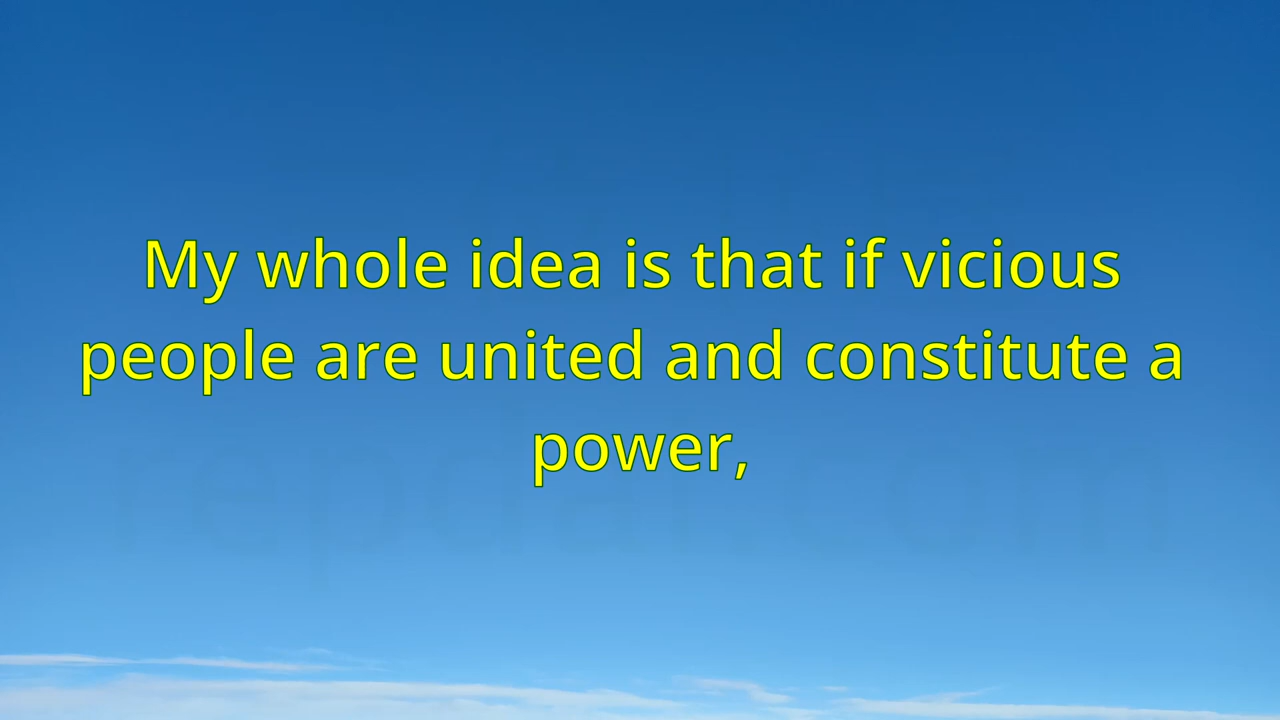 My whole idea is that if vicious
people are united and constitute a
power,